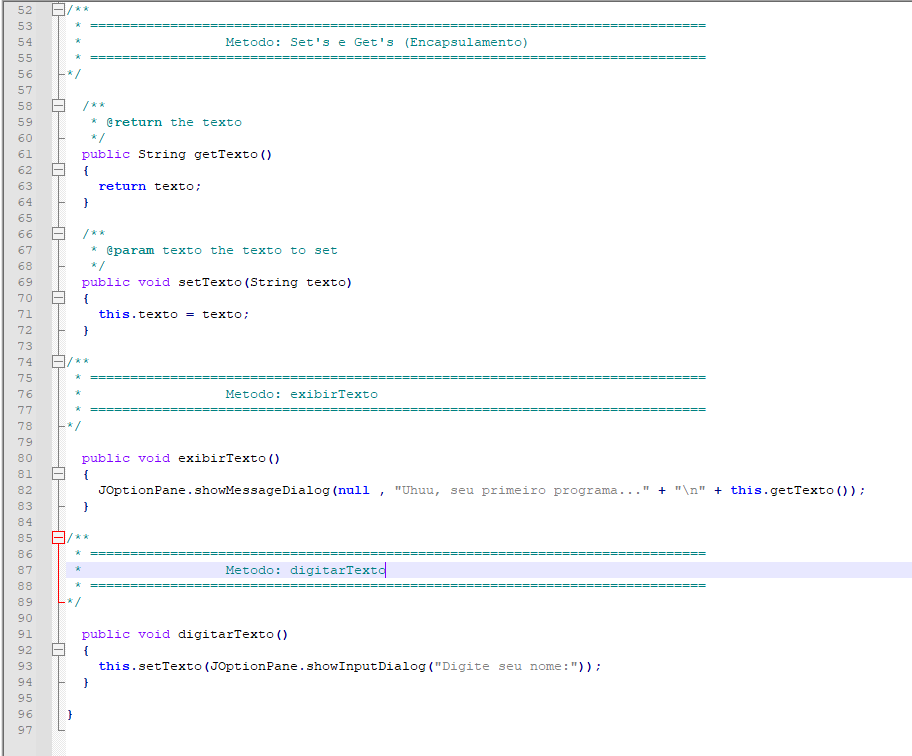 52 /**
53  * =============================================================================
54  *                  Metodo: Set's e Get's (Encapsulamento)
55  * =============================================================================
56 */
57
58   /**
59    * @return the texto
60    */
61   public String getTexto()
62   {
63     return texto;
64   }
65
66   /**
67    * @param texto the texto to set
68    */
69   public void setTexto(String texto)
70   {
71     this.texto = texto;
72   }
73
74 /**
75  * =============================================================================
76  *                  Metodo: exibirTexto
77  * =============================================================================
78 */
79
80   public void exibirTexto()
81   {
82     JOptionPane.showMessageDialog(null , "Uhuu, seu primeiro programa..." + "\n" + this.getTexto());
83   }
84
85 /**
86  * =============================================================================
87  *                  Metodo: digitarTexto
88  * =============================================================================
89 */
90
91   public void digitarTexto()
92   {
93     this.setTexto(JOptionPane.showInputDialog("Digite seu nome:"));
94   }
95
96 }
97